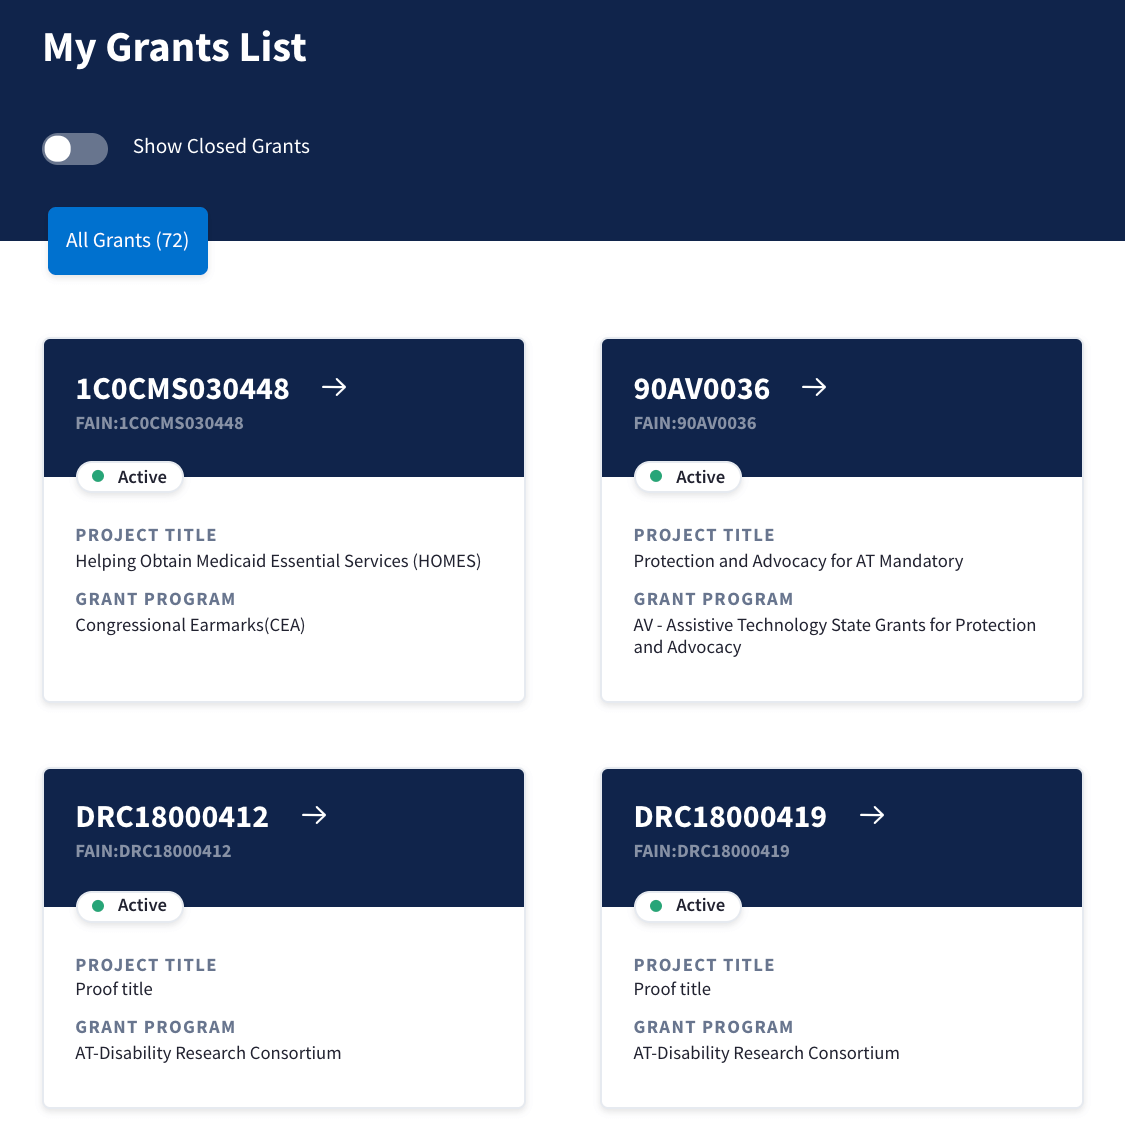 My Grants List
Show Closed Grants
All Grants (72)
1C0CMS030448
FAIN:1C0CMS030448
Active
PROJECT TITLE
Helping Obtain Medicaid Essential Services (HOMES)
GRANT PROGRAM
Congressional Earmarks(CEA)
90AV0036
FAIN:90AV0036
Active
PROJECT TITLE
Protection and Advocacy for AT Mandatory
GRANT PROGRAM
AV - Assistive Technology State Grants for Protection
and Advocacy
DRC18000412
FAIN:DRC18000412
Active
PROJECT TITLE
Proof title
GRANT PROGRAM
AT-Disability Research Consortium
DRC18000419
FAIN:DRC18000419
Active
PROJECT TITLE
Proof title
GRANT PROGRAM
AT-Disability Research Consortium